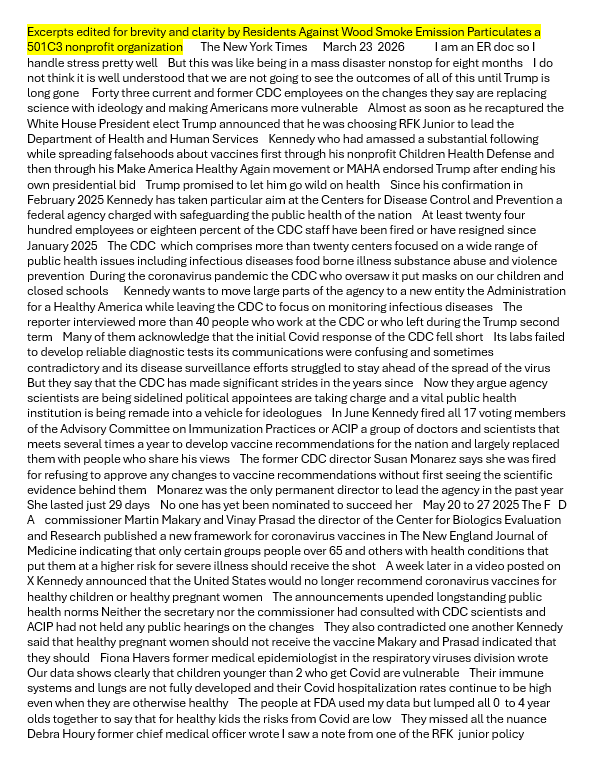 Excerpts edited for brevity and clarity by Residents Against Wood Smoke Emission Particulates a
501C3 nonprofit organization The New York Times March 23 2026 I am an ER doc so I
handle stress pretty well But this was like being in a mass disaster nonstop for eight months I do
not think it is well understood that we are not going to see the outcomes of all of this until Trump is
long gone Forty three current and former CDC employees on the changes they say are replacing
science with ideology and making Americans more vulnerable Almost as soon as he recaptured the
White House President elect Trump announced that he was choosing RFK Junior to lead the
Department of Health and Human Services Kennedy who had amassed a substantial following
while spreading falsehoods about vaccines first through his nonprofit Children Health Defense and
then through his Make America Healthy Again movement or MAHA endorsed Trump after ending his
own presidential bid Trump promised to let him go wild on health Since his confirmation in
February 2025 Kennedy has taken particular aim at the Centers for Disease Control and Prevention a
federal agency charged with safeguarding the public health of the nation At least twenty four
hundred employees or eighteen percent of the CDC staff have been fired or have resigned since
January 2025 The CDC which comprises more than twenty centers focused on a wide range of
public health issues including infectious diseases food borne illness substance abuse and violence
prevention During the coronavirus pandemic the CDC who oversaw it put masks on our children and
closed schools Kennedy wants to move large parts of the agency to a new entity the Administration
for a Healthy America while leaving the CDC to focus on monitoring infectious diseases The
reporter interviewed more than 40 people who work at the CDC or who left during the Trump second
term Many of them acknowledge that the initial Covid response of the CDC fell short Its labs failed
to develop reliable diagnostic tests its communications were confusing and sometimes
contradictory and its disease surveillance efforts struggled to stay ahead of the spread of the virus
But they say that the CDC has made significant strides in the years since Now they argue agency
scientists are being sidelined political appointees are taking charge and a vital public health
institution is being remade into a vehicle for ideologues In June Kennedy fired all 17 voting members
of the Advisory Committee on Immunization Practices or ACIP a group of doctors and scientists that
meets several times a year to develop vaccine recommendations for the nation and largely replaced
them with people who share his views The former CDC director Susan Monarez says she was fired
for refusing to approve any changes to vaccine recommendations without first seeing the scientific
evidence behind them Monarez was the only permanent director to lead the agency in the past year
She lasted just 29 days No one has yet been nominated to succeed her May 20 to 27 2025 The F D
A commissioner Martin Makary and Vinay Prasad the director of the Center for Biologics Evaluation
and Research published a new framework for coronavirus vaccines in The New England Journal of
Medicine indicating that only certain groups people over 65 and others with health conditions that
put them at a higher risk for severe illness should receive the shot A week later in a video posted on
X Kennedy announced that the United States would no longer recommend coronavirus vaccines for
healthy children or healthy pregnant women The announcements upended longstanding public
health norms Neither the secretary nor the commissioner had consulted with CDC scientists and
ACIP had not held any public hearings on the changes They also contradicted one another Kennedy
said that healthy pregnant women should not receive the vaccine Makary and Prasad indicated that
they should Fiona Havers former medical epidemiologist in the respiratory viruses division wrote
Our data shows clearly that children younger than 2 who get Covid are vulnerable Their immune
systems and lungs are not fully developed and their Covid hospitalization rates continue to be high
even when they are otherwise healthy The people at FDA used my data but lumped all 0 to 4 year
olds together to say that for healthy kids the risks from Covid are low They missed all the nuance
Debra Houry former chief medical officer wrote I saw a note from one of the RFK junior policy